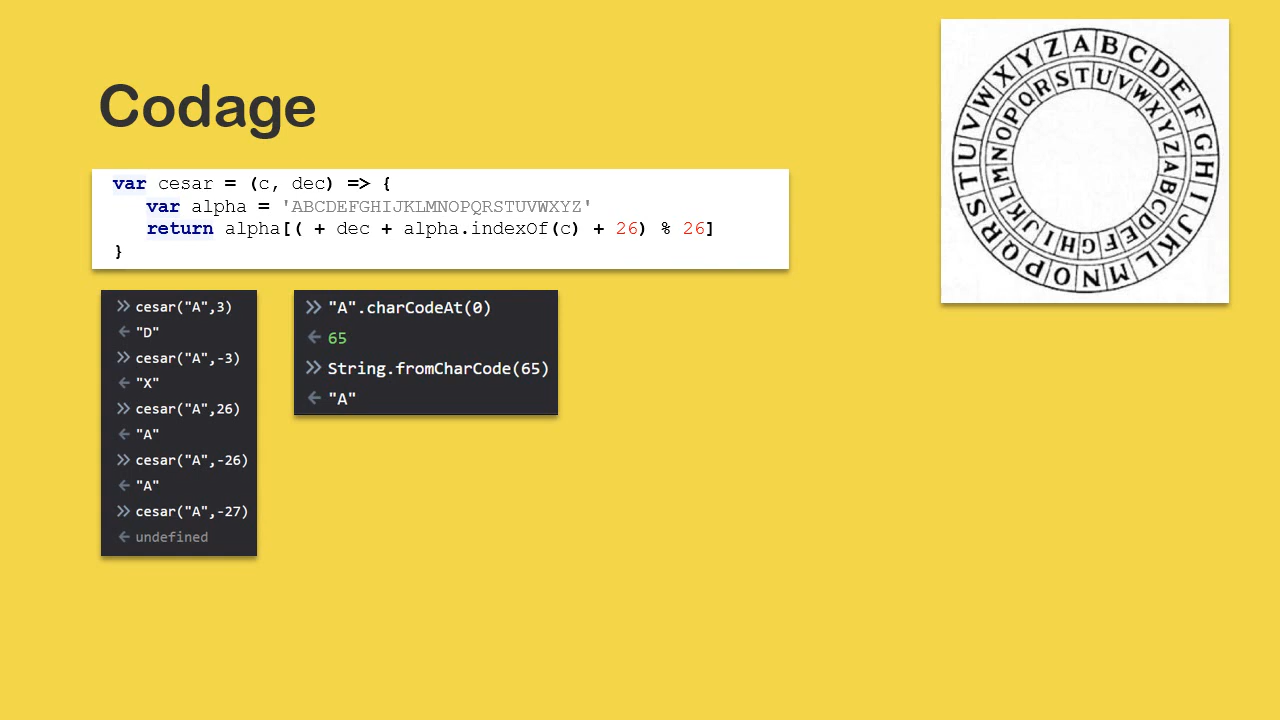 Codage
var cesar = (c, dec) => {
var alpha = 'ABCDEFGHIJKLMNOPQRSTUVWXYZ'
return alpha[( + dec + alpha.indexOf(c) + 26) % 26]
}
>> cesar("A",3)
← "D"
>> cesar("A",-3)
← "X"
>> cesar("A",26)
← "A"
>> cesar("A",-26)
← "A"
>> cesar("A",-27)
← undefined
>> "A".charCodeAt(0)
← 65
>> String.fromCharCode(65)
← "A"
A B C D E F G H I J K L M N O P Q R S T U V W X Y Z
T U V W X Y Z A B C D E F G H I J K L M N O P Q R S